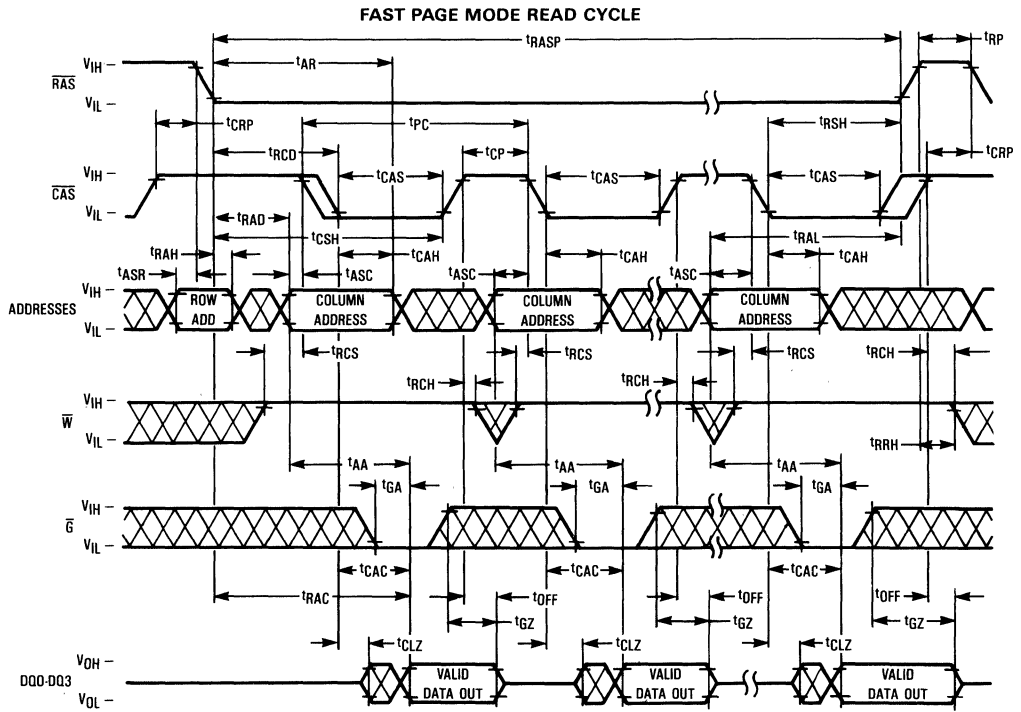 FAST PAGE MODE READ CYCLE
tRASP
tRP
tAR
VIH
RAS
VIL
tCRP
tPC
tRSH
tRCD
tCP
tCRP
VIH
tCAS
tCAS
tCAS
CAS
VIL
tRAD
tCSH
tRAL
tRAH
tCAH
tCAH
tCAH
tASR
tASC
tASC
tASC
VIH
ADDRESSES
ROW ADD
COLUMN ADDRESS
COLUMN ADDRESS
COLUMN ADDRESS
VIL
tRCS
tRCS
tRCS
tRCH
tRCH
tRCH
VIH
W
VIL
tRRH
tAA
tAA
tAA
tGA
tGA
tGA
VIH
G
VIL
tCAC
tCAC
tCAC
tRAC
tOFF
tOFF
tOFF
tGZ
tGZ
tGZ
tCLZ
tCLZ
tCLZ
VOH
DQ0-DQ3
VALID DATA OUT
VALID DATA OUT
VALID DATA OUT
VOL